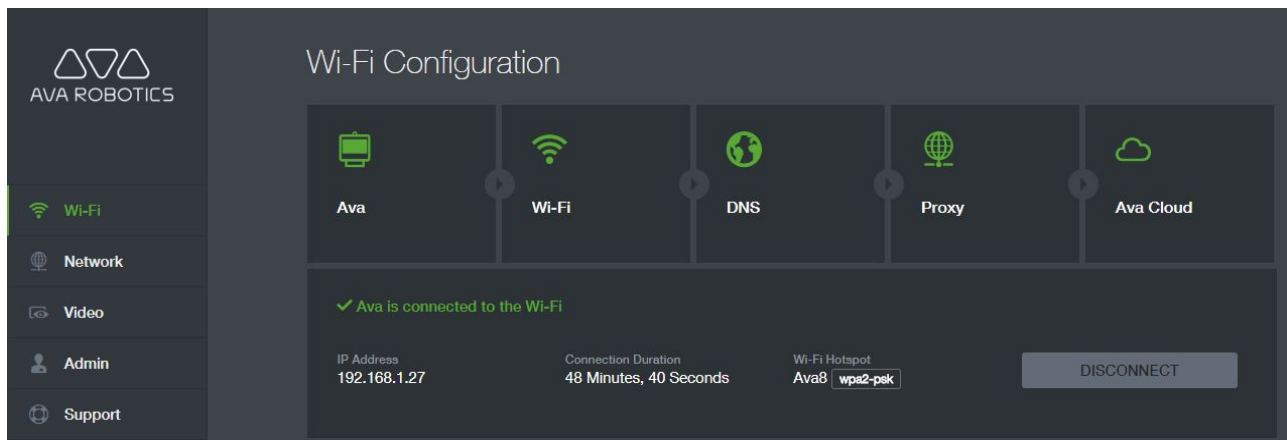 AVA ROBOTICS
Wi-Fi
Network
Video
Admin
Support
Wi-Fi Configuration
Ava
Wi-Fi
DNS
Proxy
Ava Cloud
Ava is connected to the Wi-Fi
IP Address
192.168.1.27
Connection Duration
48 Minutes, 40 Seconds
Wi-Fi Hotspot
Ava8 wpa2-psk
DISCONNECT